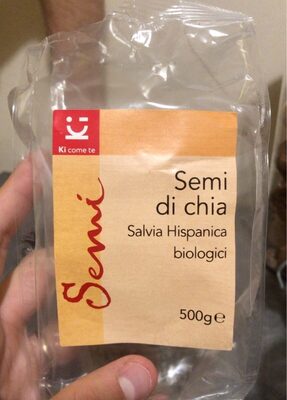 Ki
Ki come te
Semi
Semi
di chia
Salvia Hispanica
biologici
500g℮